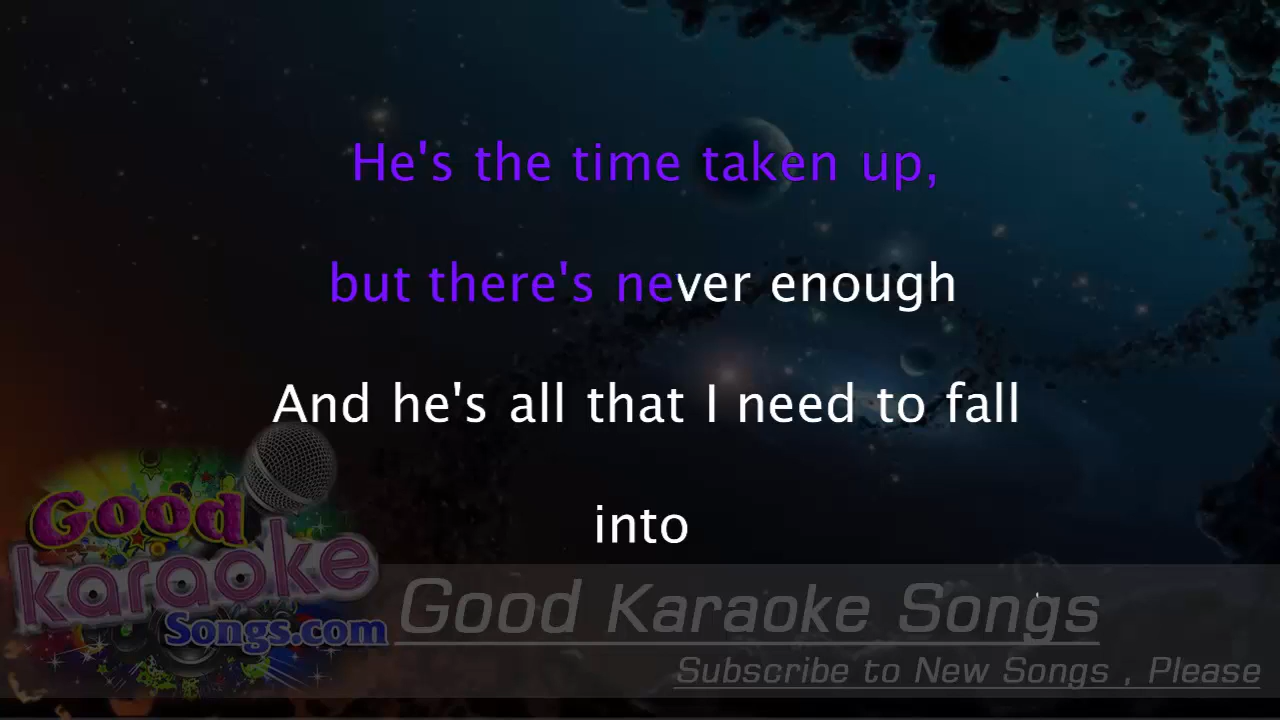 He's the time taken up,
but there's never enough
And he's all that I need to fall
into
Good
karaoke
Songs.com
Good Karaoke Songs
Subscribe to New Songs , Please